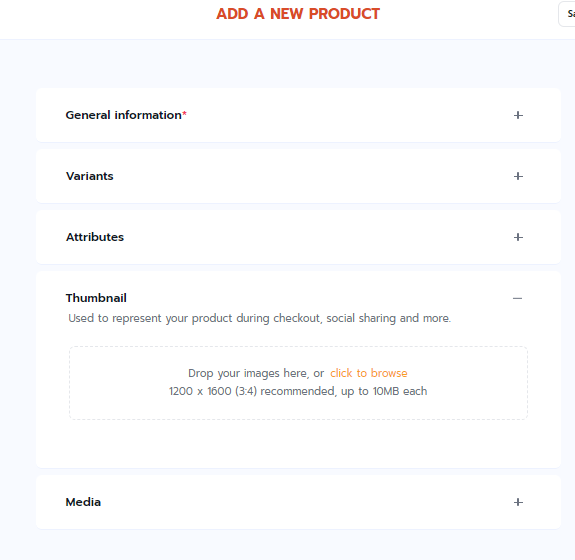 ADD A NEW PRODUCT
General information*
Variants
Attributes
Thumbnail
Used to represent your product during checkout, social sharing and more.
Drop your images here, or click to browse
1200 x 1600 (3:4) recommended, up to 10MB each
Media